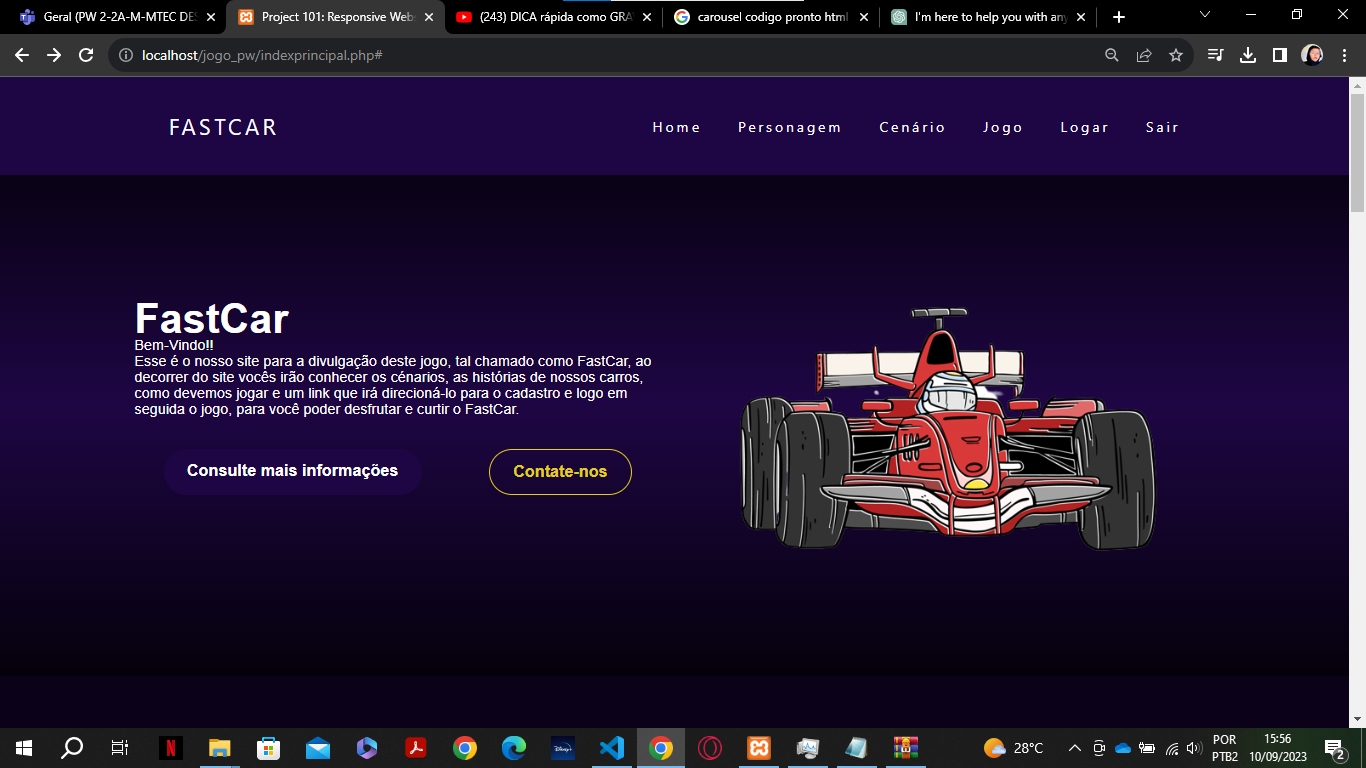 Geral (PW 2-2A-M-MTEC DES
Project 101: Responsive Webs
(243) DICA rápida como GRA
carousel codigo pronto html
I'm here to help you with any
localhost/jogo_pw/indexprincipal.php#
FASTCAR
Home Personagem Cenário Jogo Logar Sair
FastCar
Bem-Vindo!!
Esse é o nosso site para a divulgação deste jogo, tal chamado como FastCar, ao
decorrer do site vocês irão conhecer os cénarios, as histórias de nossos carros,
como devemos jogar e um link que irá direcioná-lo para o cadastro e logo em
seguida o jogo, para você poder desfrutar e curtir o FastCar.
Consulte mais informações
Contate-nos
N
Disney+
28°C
POR
PTB2
15:56
10/09/2023
2